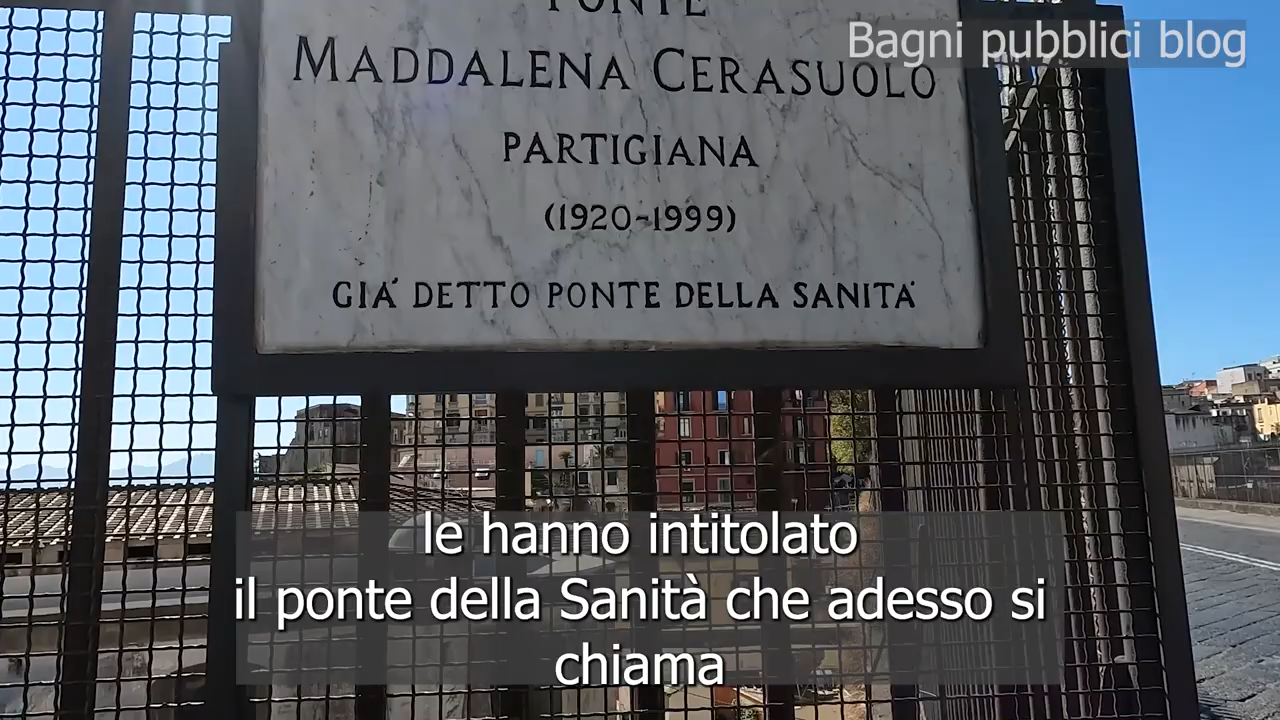 PONTE
Bagni pubblici blog
MADDALENA CERASUOLO
PARTIGIANA
(1920-1999)
GIA' DETTO PONTE DELLA SANITA'
le hanno intitolato
il ponte della Sanità che adesso si
chiama